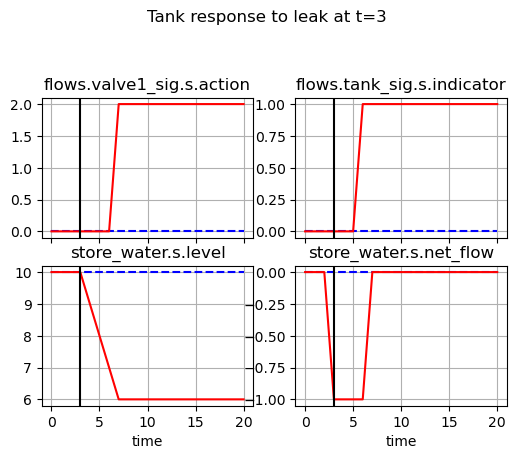 Tank response to leak at t=3
flows.valve1_sig.s.action
flows.tank_sig.s.indicator
2.0
1.5
1.0
0.5
0.0
1.00
0.75
0.50
0.25
0.00
store_water.s.level
store_water.s.net_flow
10
9
8
7
6
0 5 10 15 20
time
0.00
−0.25
−0.50
−0.75
−1.00
0 5 10 15 20
time